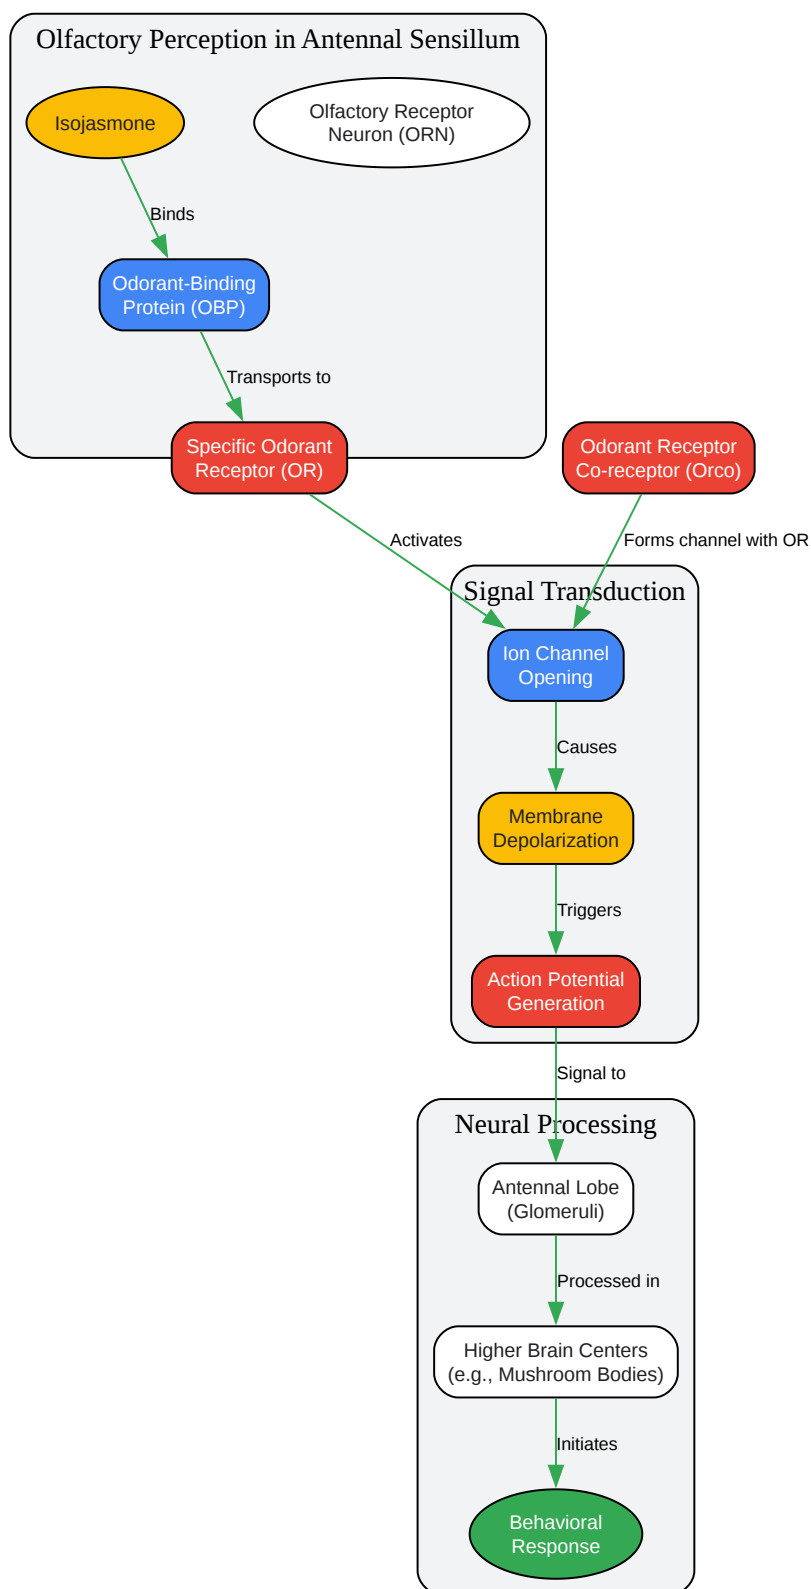 Olfactory Perception in Antennal Sensillum
Isojasmone
Olfactory Receptor
Neuron (ORN)
Binds
Odorant-Binding
Protein (OBP)
Transports to
Specific Odorant
Receptor (OR)
Odorant Receptor
Co-receptor (Orco)
Activates
Forms channel with OR
Signal Transduction
Ion Channel
Opening
Causes
Membrane
Depolarization
Triggers
Action Potential
Generation
Signal to
Neural Processing
Antennal Lobe
(Glomeruli)
Processed in
Higher Brain Centers
(e.g., Mushroom Bodies)
Initiates
Behavioral
Response